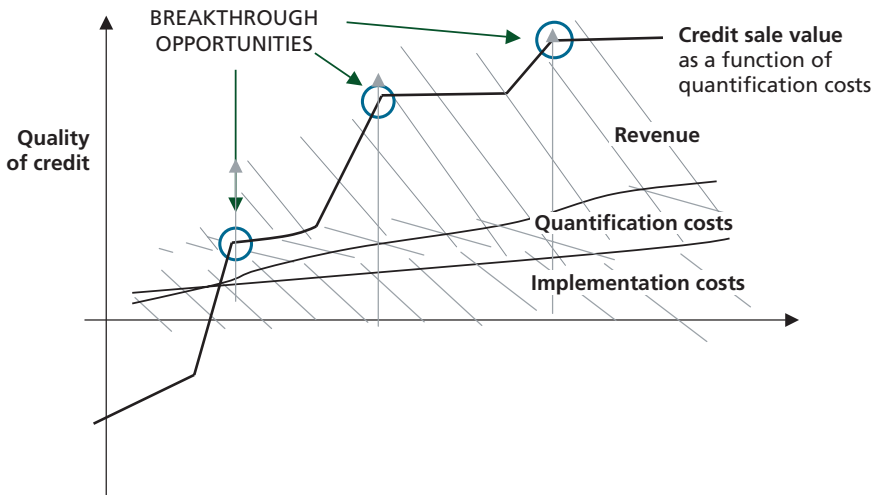 BREAKTHROUGH
OPPORTUNITIES
Credit sale value
as a function of
quantification costs
Quality
of credit
Revenue
Quantification costs
Implementation costs